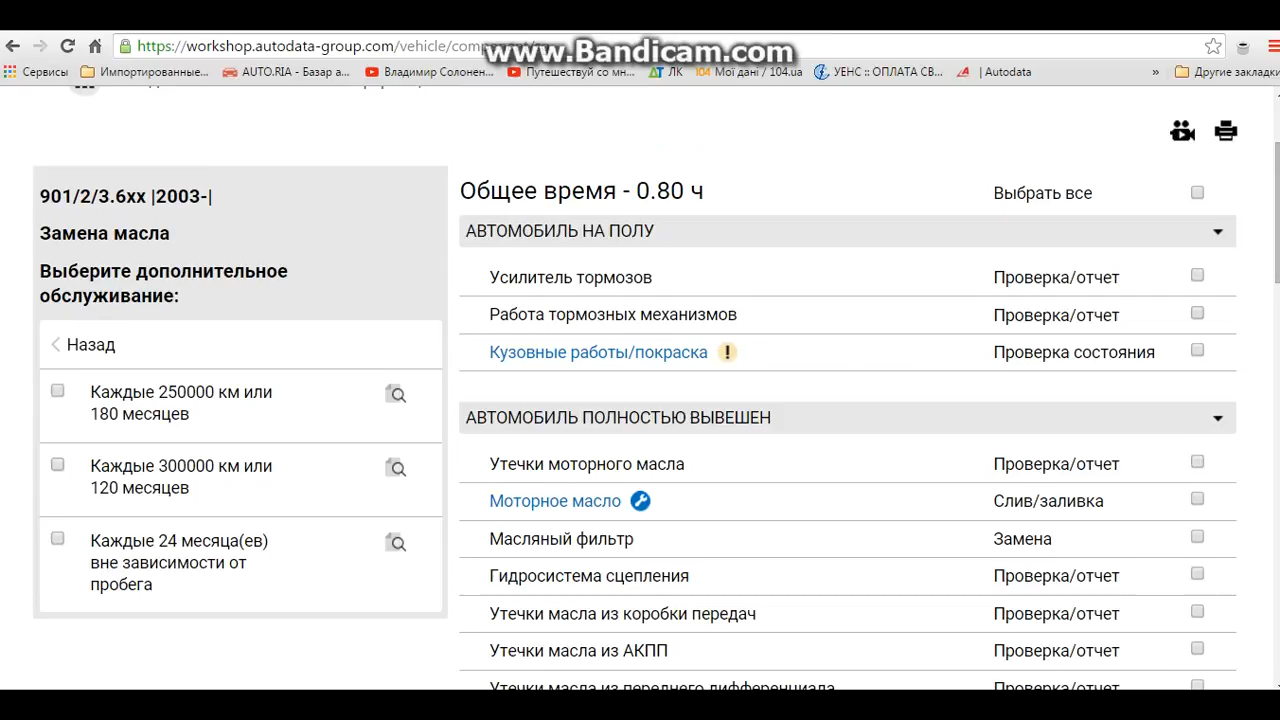 www.Bandicam.com
https://workshop.autodata-group.com/vehicle/com
Сервисы
Импортированные...
AUTO.RIA - Базар а...
Владимир Солонен...
Путешествуй со мн...
ЛК
Мої дані / 104.ua
УЕНС :: ОПЛАТА СВ...
| Autodata
»
Другие закладки
901/2/3.6xx |2003-|
Замена масла
Выберите дополнительное
обслуживание:
Назад
Каждые 250000 км или
180 месяцев
Каждые 300000 км или
120 месяцев
Каждые 24 месяца(ев)
вне зависимости от
пробега
Общее время - 0.80 ч
Выбрать все
АВТОМОБИЛЬ НА ПОЛУ
Усилитель тормозов Проверка/отчет
Работа тормозных механизмов Проверка/отчет
Кузовные работы/покраска ! Проверка состояния
АВТОМОБИЛЬ ПОЛНОСТЬЮ ВЫВЕШЕН
Утечки моторного масла Проверка/отчет
Моторное масло Слив/заливка
Масляный фильтр Замена
Гидросистема сцепления Проверка/отчет
Утечки масла из коробки передач Проверка/отчет
Утечки масла из АКПП Проверка/отчет
Утечки масла из переднего дифференциала Проверка/отчет